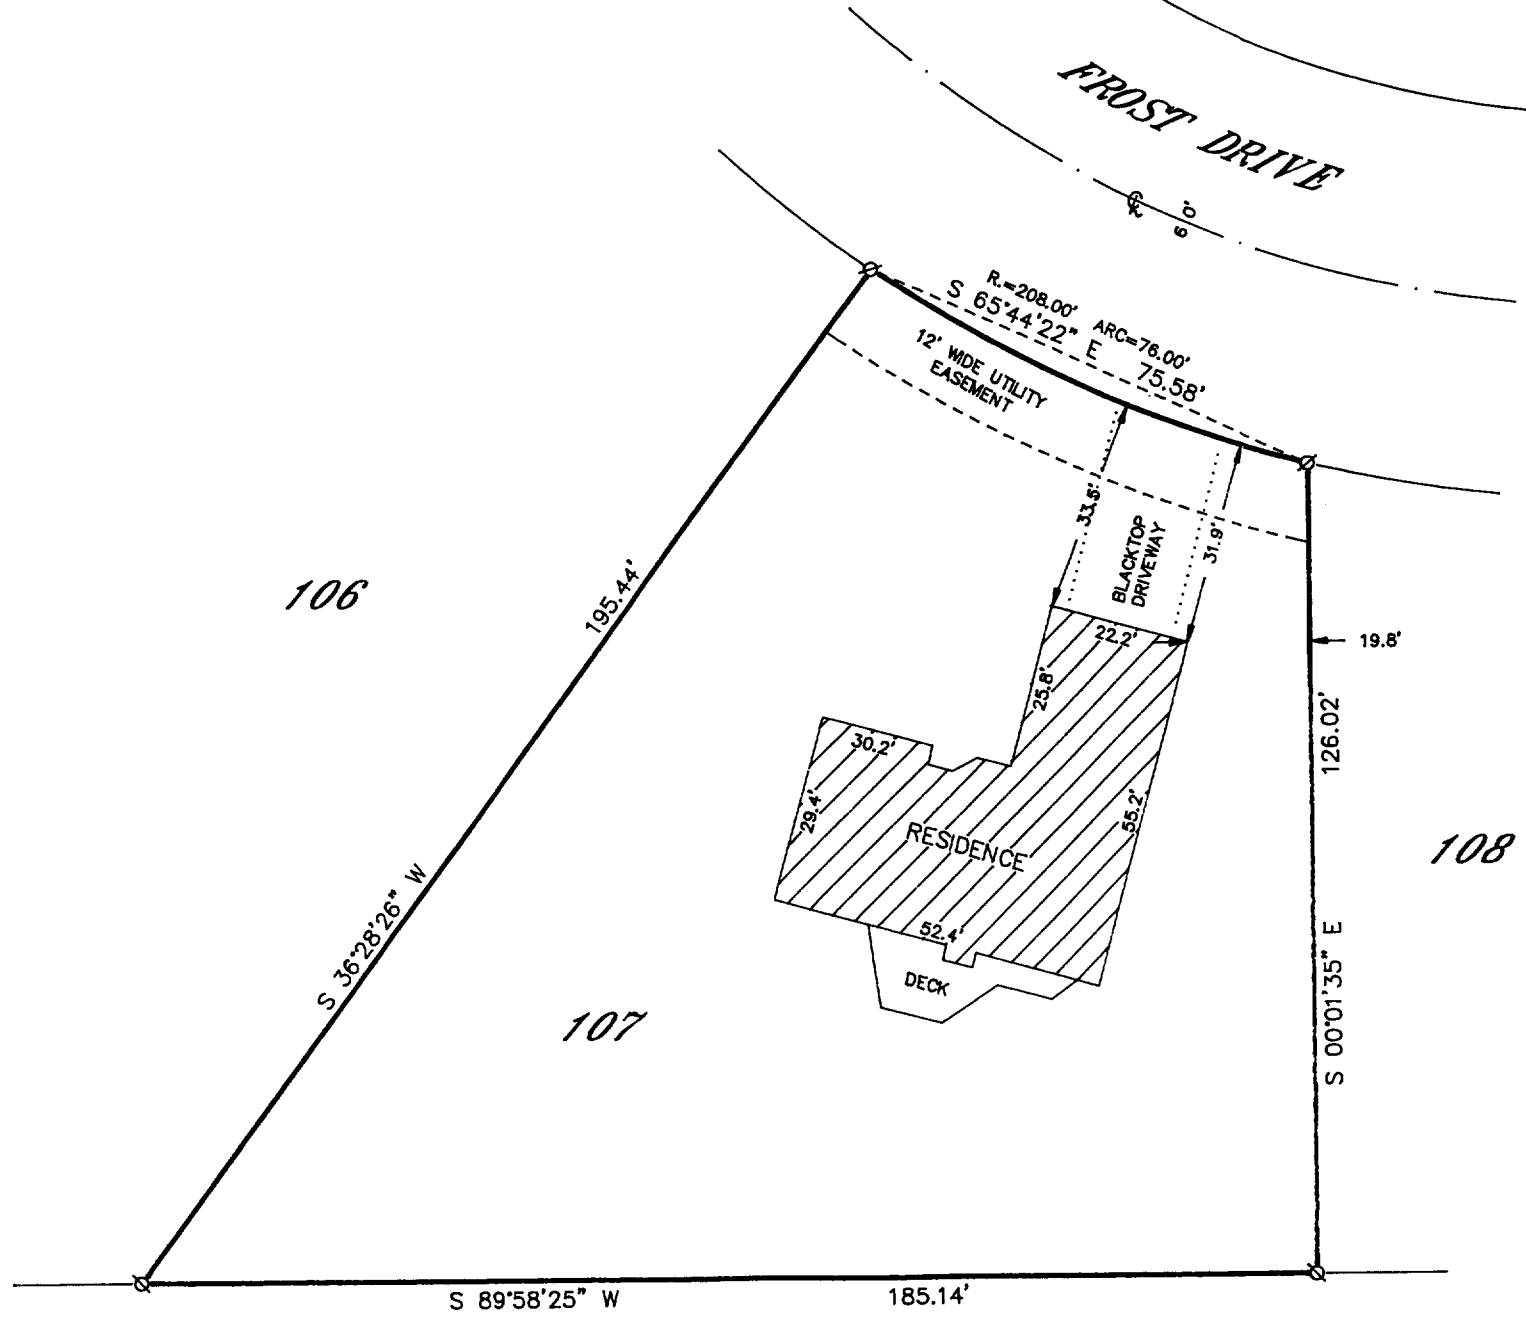 FROST DRIVE
60'
R.=208.00' ARC=76.00'
S 65°44'22" E 75.58'
12' WIDE UTILITY
EASEMENT
33.5'
BLACKTOP
DRIVEWAY
31.9'
106
195.44'
22.2'
19.8'
25.8'
126.02'
30.2'
29.4'
RESIDENCE
55.2'
108
S 36°28'26" W
52.4'
DECK
107
S 00°01'35" E
S 89°58'25" W 185.14'